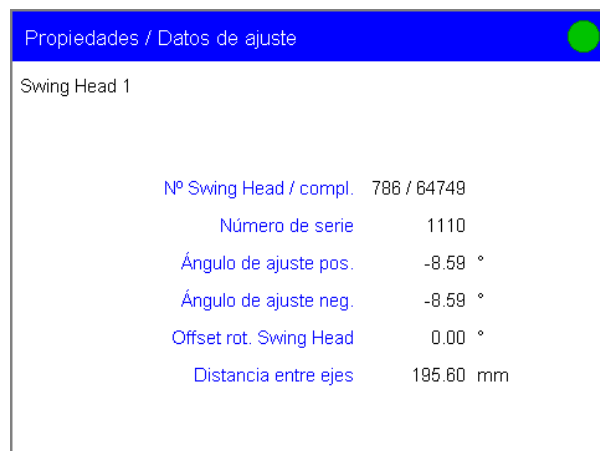 Propiedades / Datos de ajuste
Swing Head 1
Nº Swing Head / compl. 786 / 64749
Número de serie 1110
Ángulo de ajuste pos. -8.59 °
Ángulo de ajuste neg. -8.59 °
Offset rot. Swing Head 0.00 °
Distancia entre ejes 195.60 mm